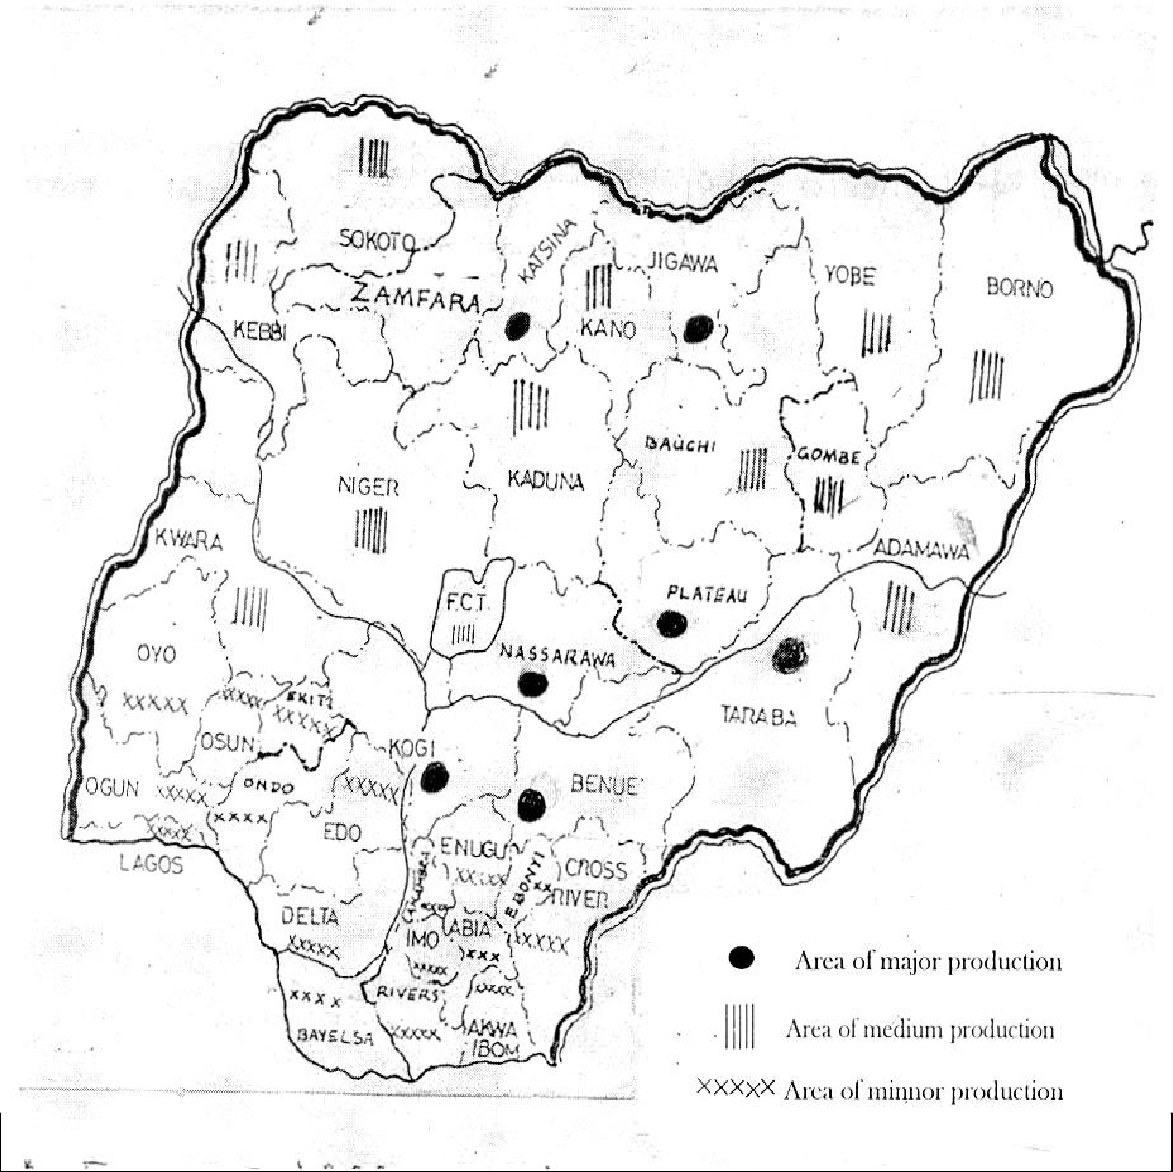 SOKOTO
KATSINA
JIGAWA
YOBE
BORNO
ZAMFARA
KEBBI
KANO
BAUCHI
GOMBE
NIGER
KADUNA
KWARA
ADAMAWA
F.C.T.
PLATEAU
OYO
NASSARAWA
EKITI
TARABA
OSUN
KOGI
OGUN
ONDO
BENUE
EDO
ENUGU
LAGOS
EBONYI
CROSS
RIVER
DELTA
IMO
ABIA
RIVERS
BAYELSA
AKWA
IBOM
Area of major production
Area of medium production
XXXXX Area of minnor production